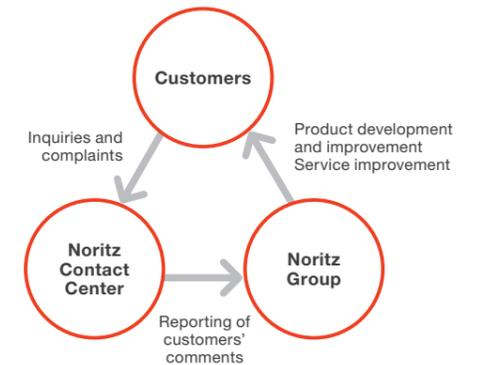 Customers
Inquiries and
complaints
Product development
and improvement
Service improvement
Noritz
Contact
Center
Noritz
Group
Reporting of
customers’
comments